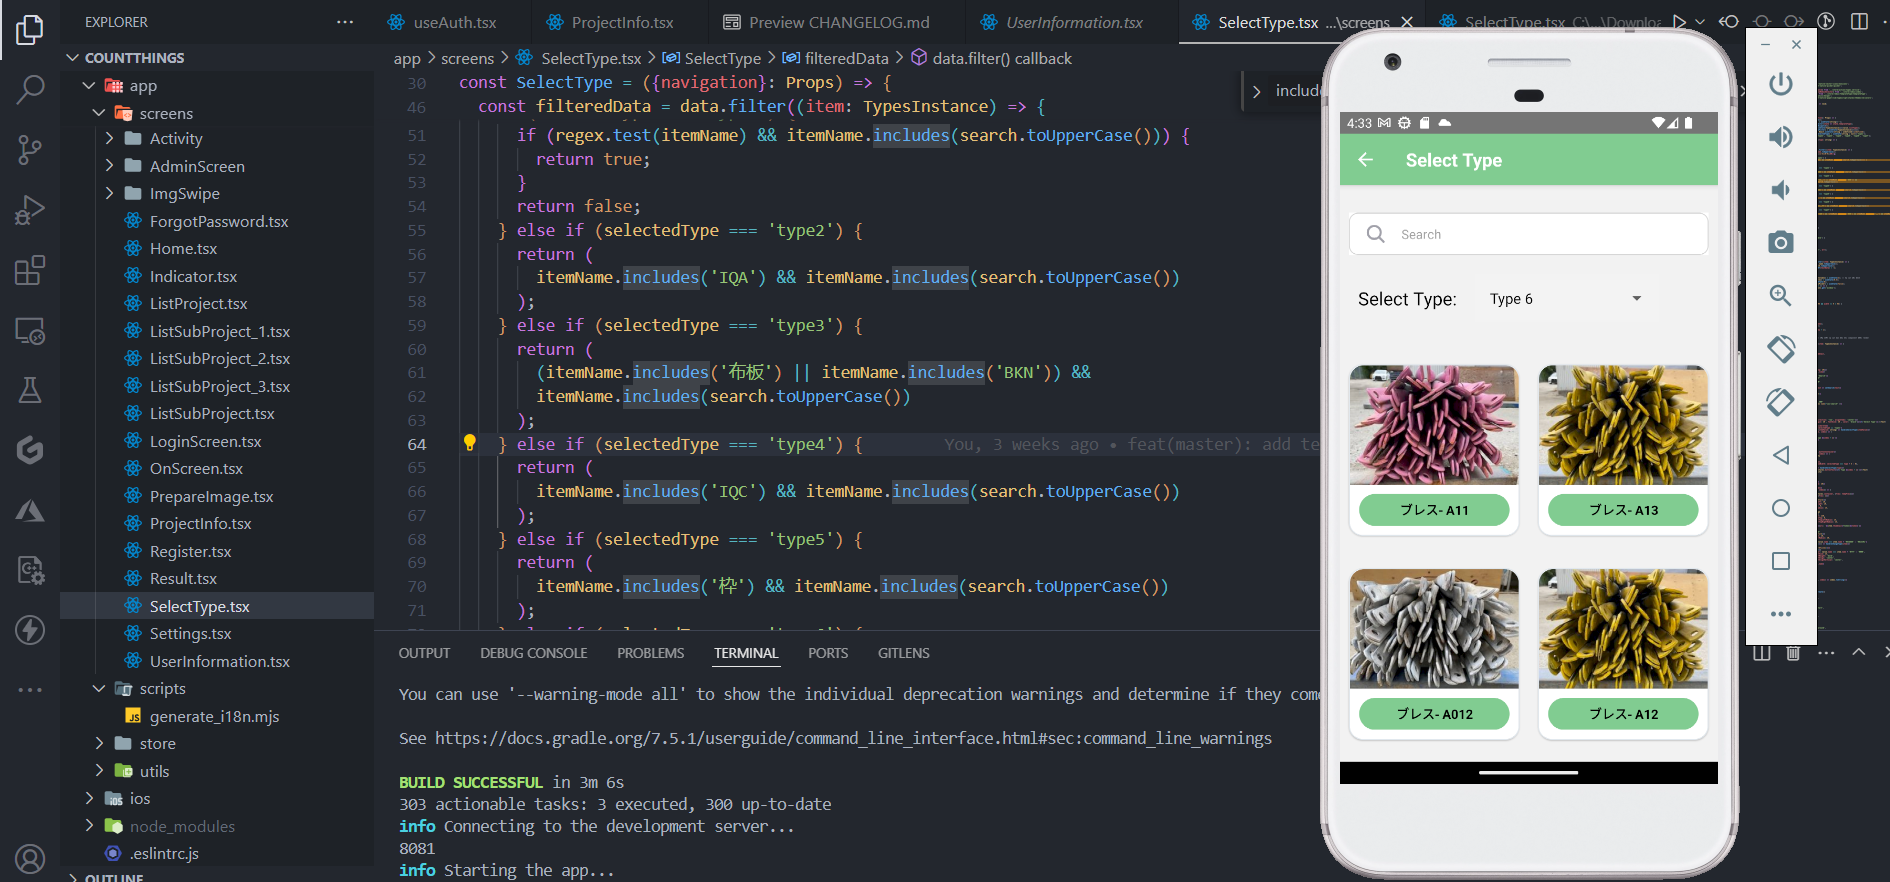 EXPLORER
COUNTTHINGS
app
screens
Activity
AdminScreen
ImgSwipe
ForgotPassword.tsx
Home.tsx
Indicator.tsx
ListProject.tsx
ListSubProject_1.tsx
ListSubProject_2.tsx
ListSubProject_3.tsx
ListSubProject.tsx
LoginScreen.tsx
OnScreen.tsx
PrepareImage.tsx
ProjectInfo.tsx
Register.tsx
Result.tsx
SelectType.tsx
Settings.tsx
UserInformation.tsx
scripts
JS generate_i18n.mjs
store
utils
ios
node_modules
.eslintrc.js
OUTLINE
useAuth.tsx ProjectInfo.tsx Preview CHANGELOG.md UserInformation.tsx SelectType.tsx ...\screens SelectType.tsx C:\...\Downloa
app > screens > SelectType.tsx > SelectType > filteredData > data.filter() callback
includ
30 const SelectType = ({navigation}: Props) => {
46 const filteredData = data.filter((item: TypesInstance) => {
51 if (regex.test(itemName) && itemName.includes(search.toUpperCase())) {
52 return true;
53 }
54 return false;
55 } else if (selectedType === 'type2') {
56 return (
57 itemName.includes('IQA') && itemName.includes(search.toUpperCase())
58 );
59 } else if (selectedType === 'type3') {
60 return (
61 (itemName.includes('布板') || itemName.includes('BKN')) &&
62 itemName.includes(search.toUpperCase())
63 );
64 } else if (selectedType === 'type4') { You, 3 weeks ago • feat(master): add te
65 return (
66 itemName.includes('IQC') && itemName.includes(search.toUpperCase())
67 );
68 } else if (selectedType === 'type5') {
69 return (
70 itemName.includes('枠') && itemName.includes(search.toUpperCase())
71 );
OUTPUT DEBUG CONSOLE PROBLEMS TERMINAL PORTS GITLENS
You can use '--warning-mode all' to show the individual deprecation warnings and determine if they com
See https://docs.gradle.org/7.5.1/userguide/command_line_interface.html#sec:command_line_warnings
BUILD SUCCESSFUL in 3m 6s
303 actionable tasks: 3 executed, 300 up-to-date
info Connecting to the development server...
8081
info Starting the app...
4:33
Select Type
Search
Select Type: Type 6
ブレス- A11
ブレス- A13
ブレス- A012
ブレス- A12